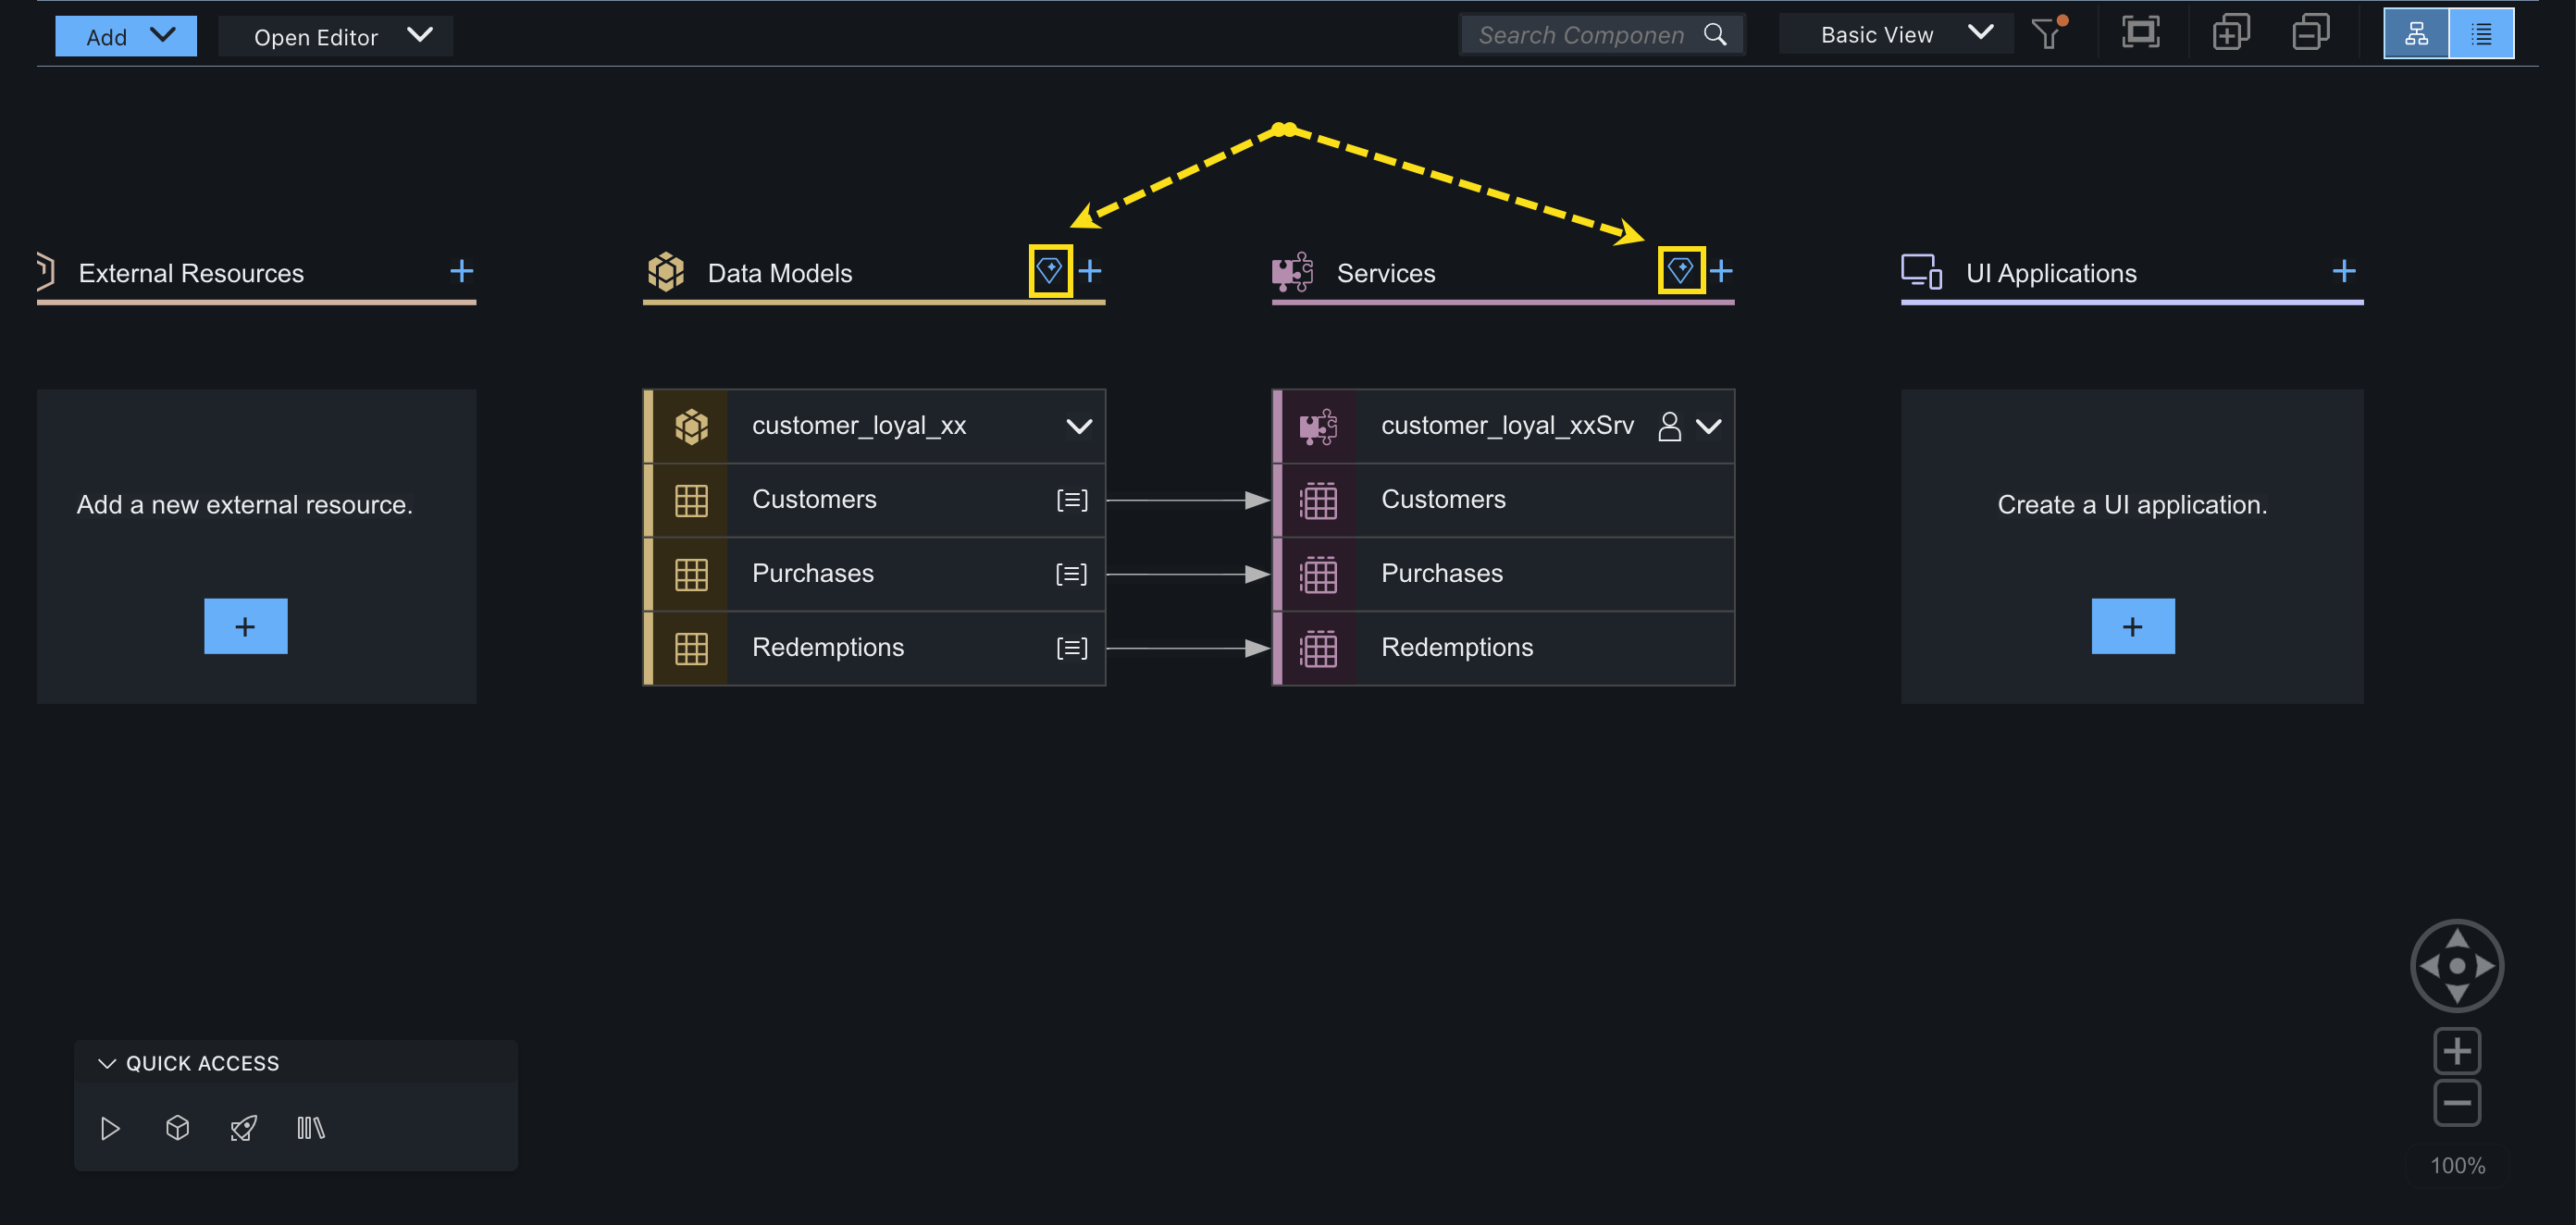 Add
Open Editor
Search Componen
Basic View
External Resources
Data Models
Services
UI Applications
Add a new external resource.
customer_loyal_xx
Customers
Purchases
Redemptions
customer_loyal_xxSrv
Customers
Purchases
Redemptions
Create a UI application.
QUICK ACCESS
100%